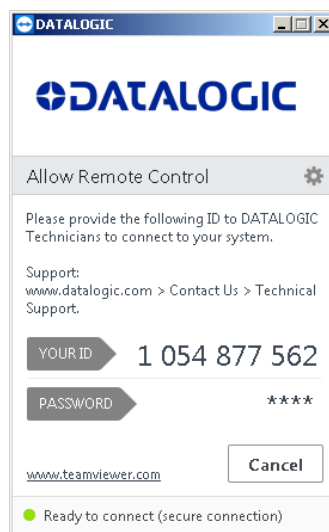 DATALOGIC
DATALOGIC
Allow Remote Control
Please provide the following ID to DATALOGIC
Technicians to connect to your system.
Support:
www.datalogic.com > Contact Us > Technical
Support.
YOUR ID 1 054 877 562
PASSWORD ****
www.teamviewer.com Cancel
Ready to connect (secure connection)